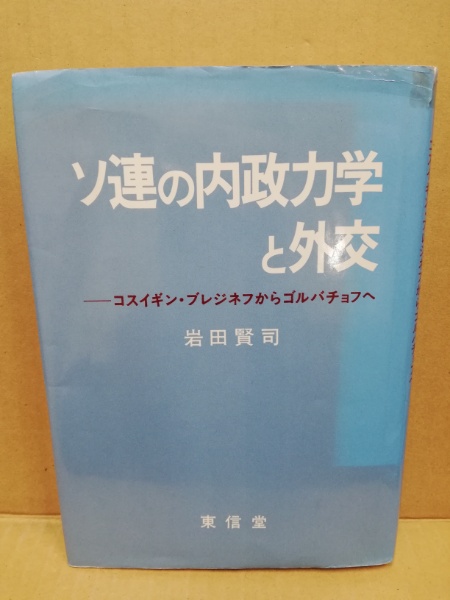 ソ連の内政力学
と外交
──コスイギン・ブレジネフからゴルバチョフへ
岩田賢司
東信堂